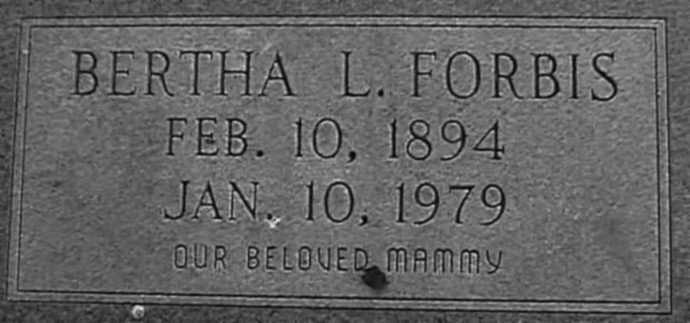 BERTHA L. FORBIS
FEB. 10, 1894
JAN. 10, 1979
OUR BELOVED MAMMY